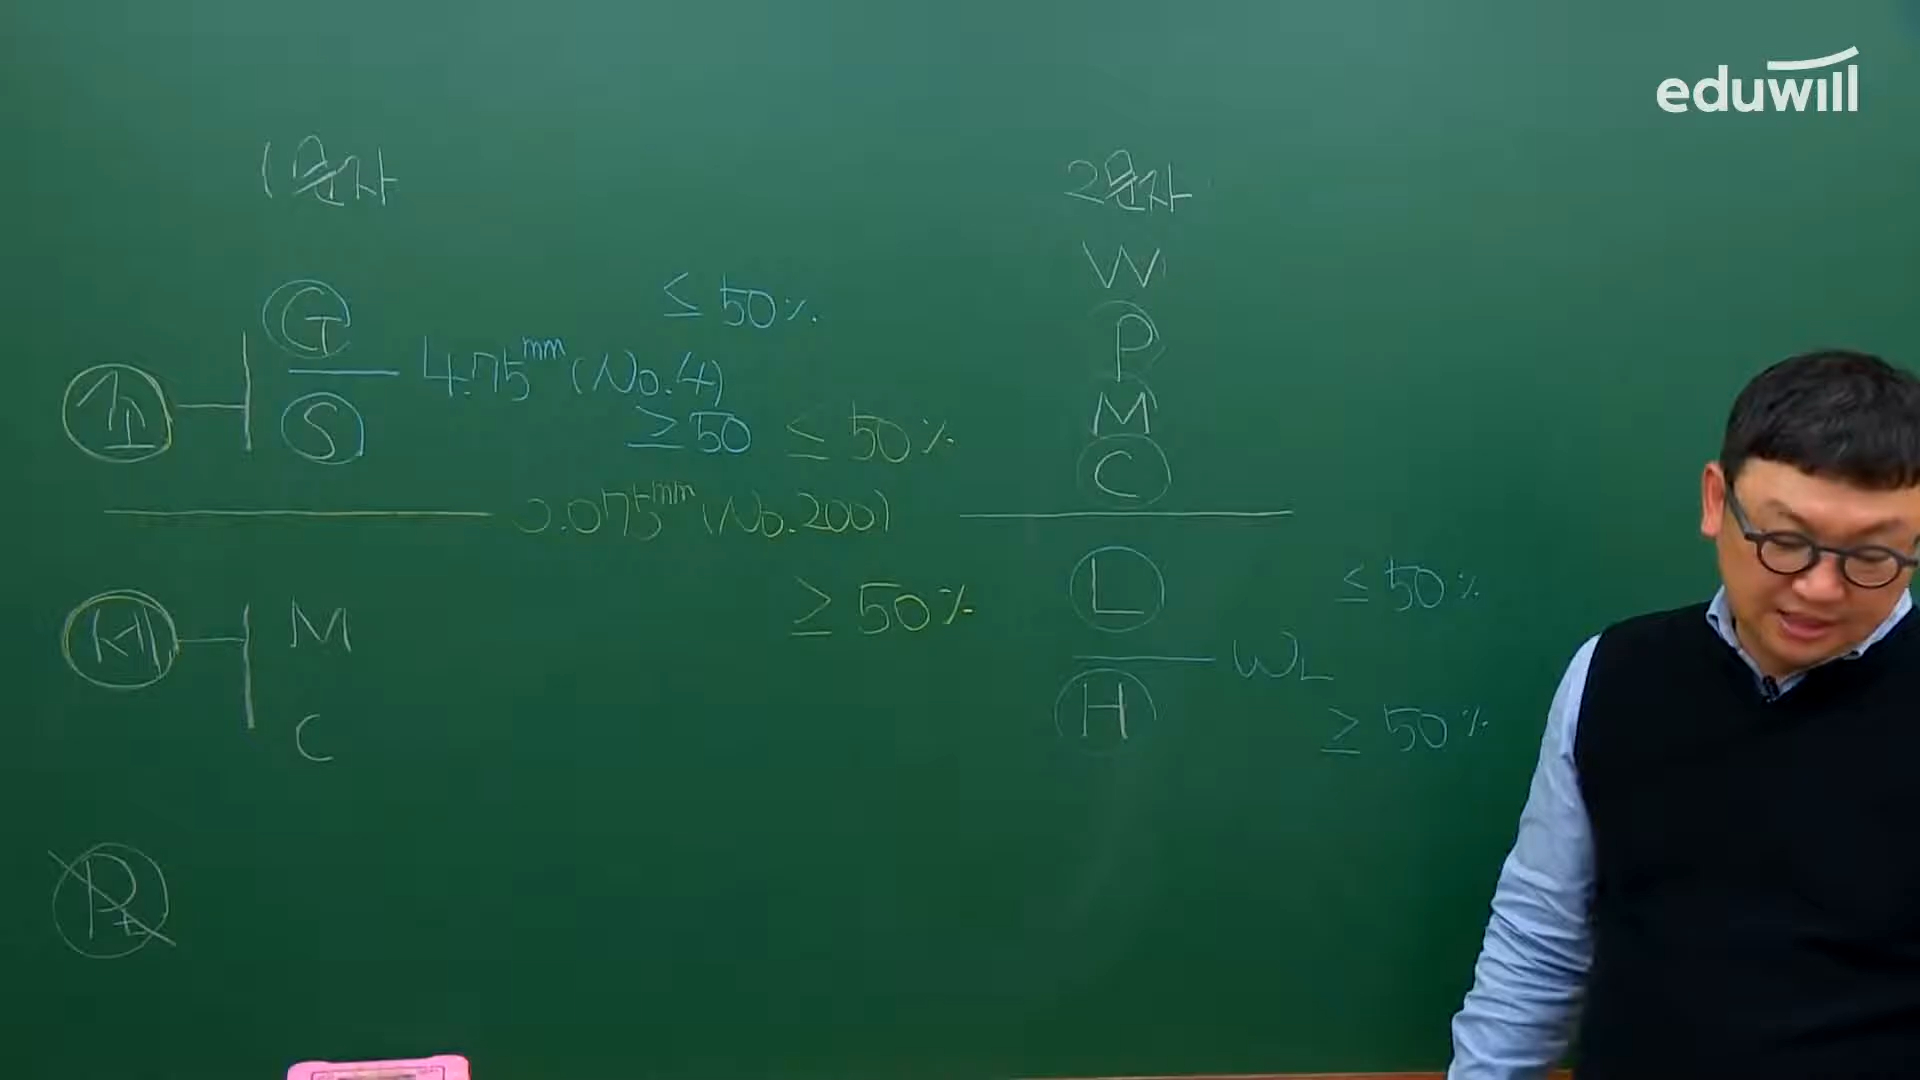 eduwill
1문자
2문자
W
G
≤ 50%
P
4.75mm (No.4)
조
S
≥50 ≤ 50%
M
C
0.075mm (No.200)
L
≤50%
세
M
≥ 50%
WL
H
≥ 50%
C
Pt